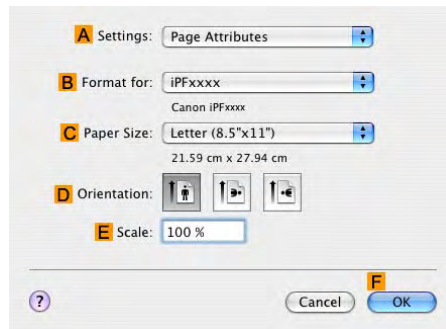 A Settings: Page Attributes
B Format for: iPFxxxx
Canon iPFxxxx
C Paper Size: Letter (8.5"x11")
21.59 cm x 27.94 cm
D Orientation:
E Scale: 100 %
F
? Cancel OK